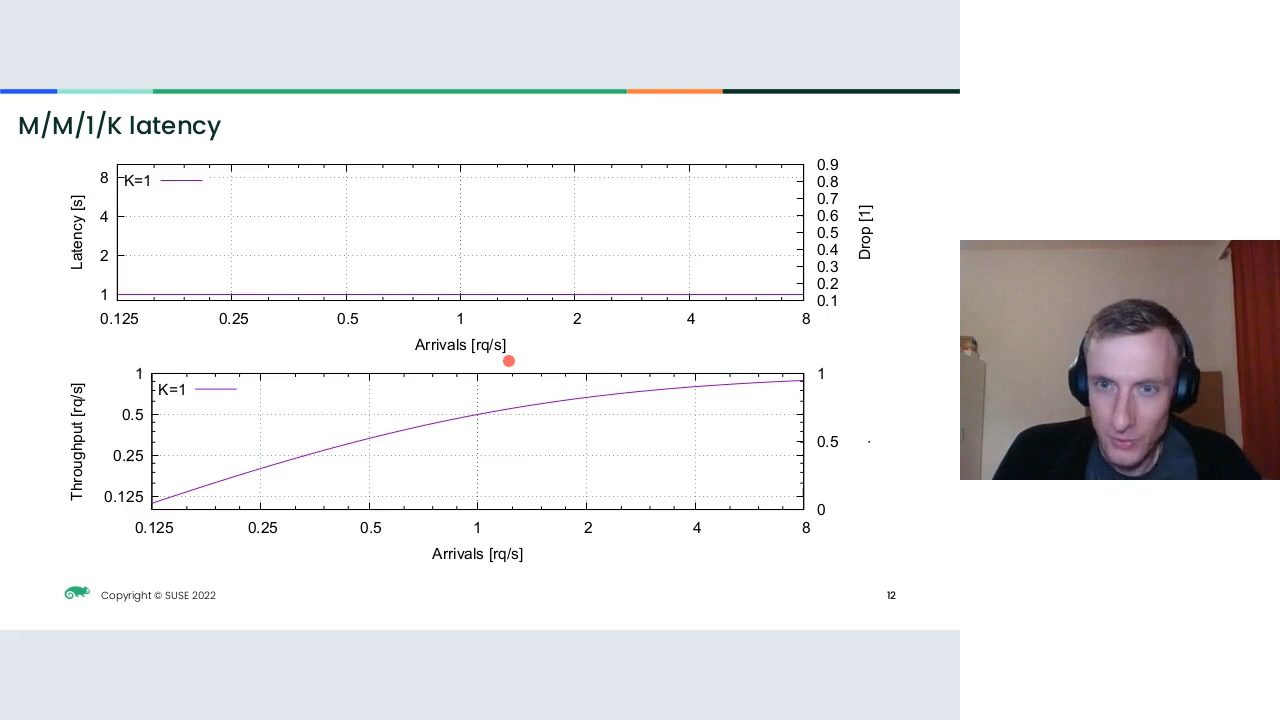 M/M/1/K latency
K=1
8
4
2
1
Latency [s]
0.9
0.8
0.7
0.6
0.5
0.4
0.3
0.2
0.1
Drop [1]
0.125 0.25 0.5 1 2 4 8
Arrivals [rq/s]
K=1
1
0.5
0.25
0.125
Throughput [rq/s]
1
0.5
0
.
0.125 0.25 0.5 1 2 4 8
Arrivals [rq/s]
Copyright © SUSE 2022
12